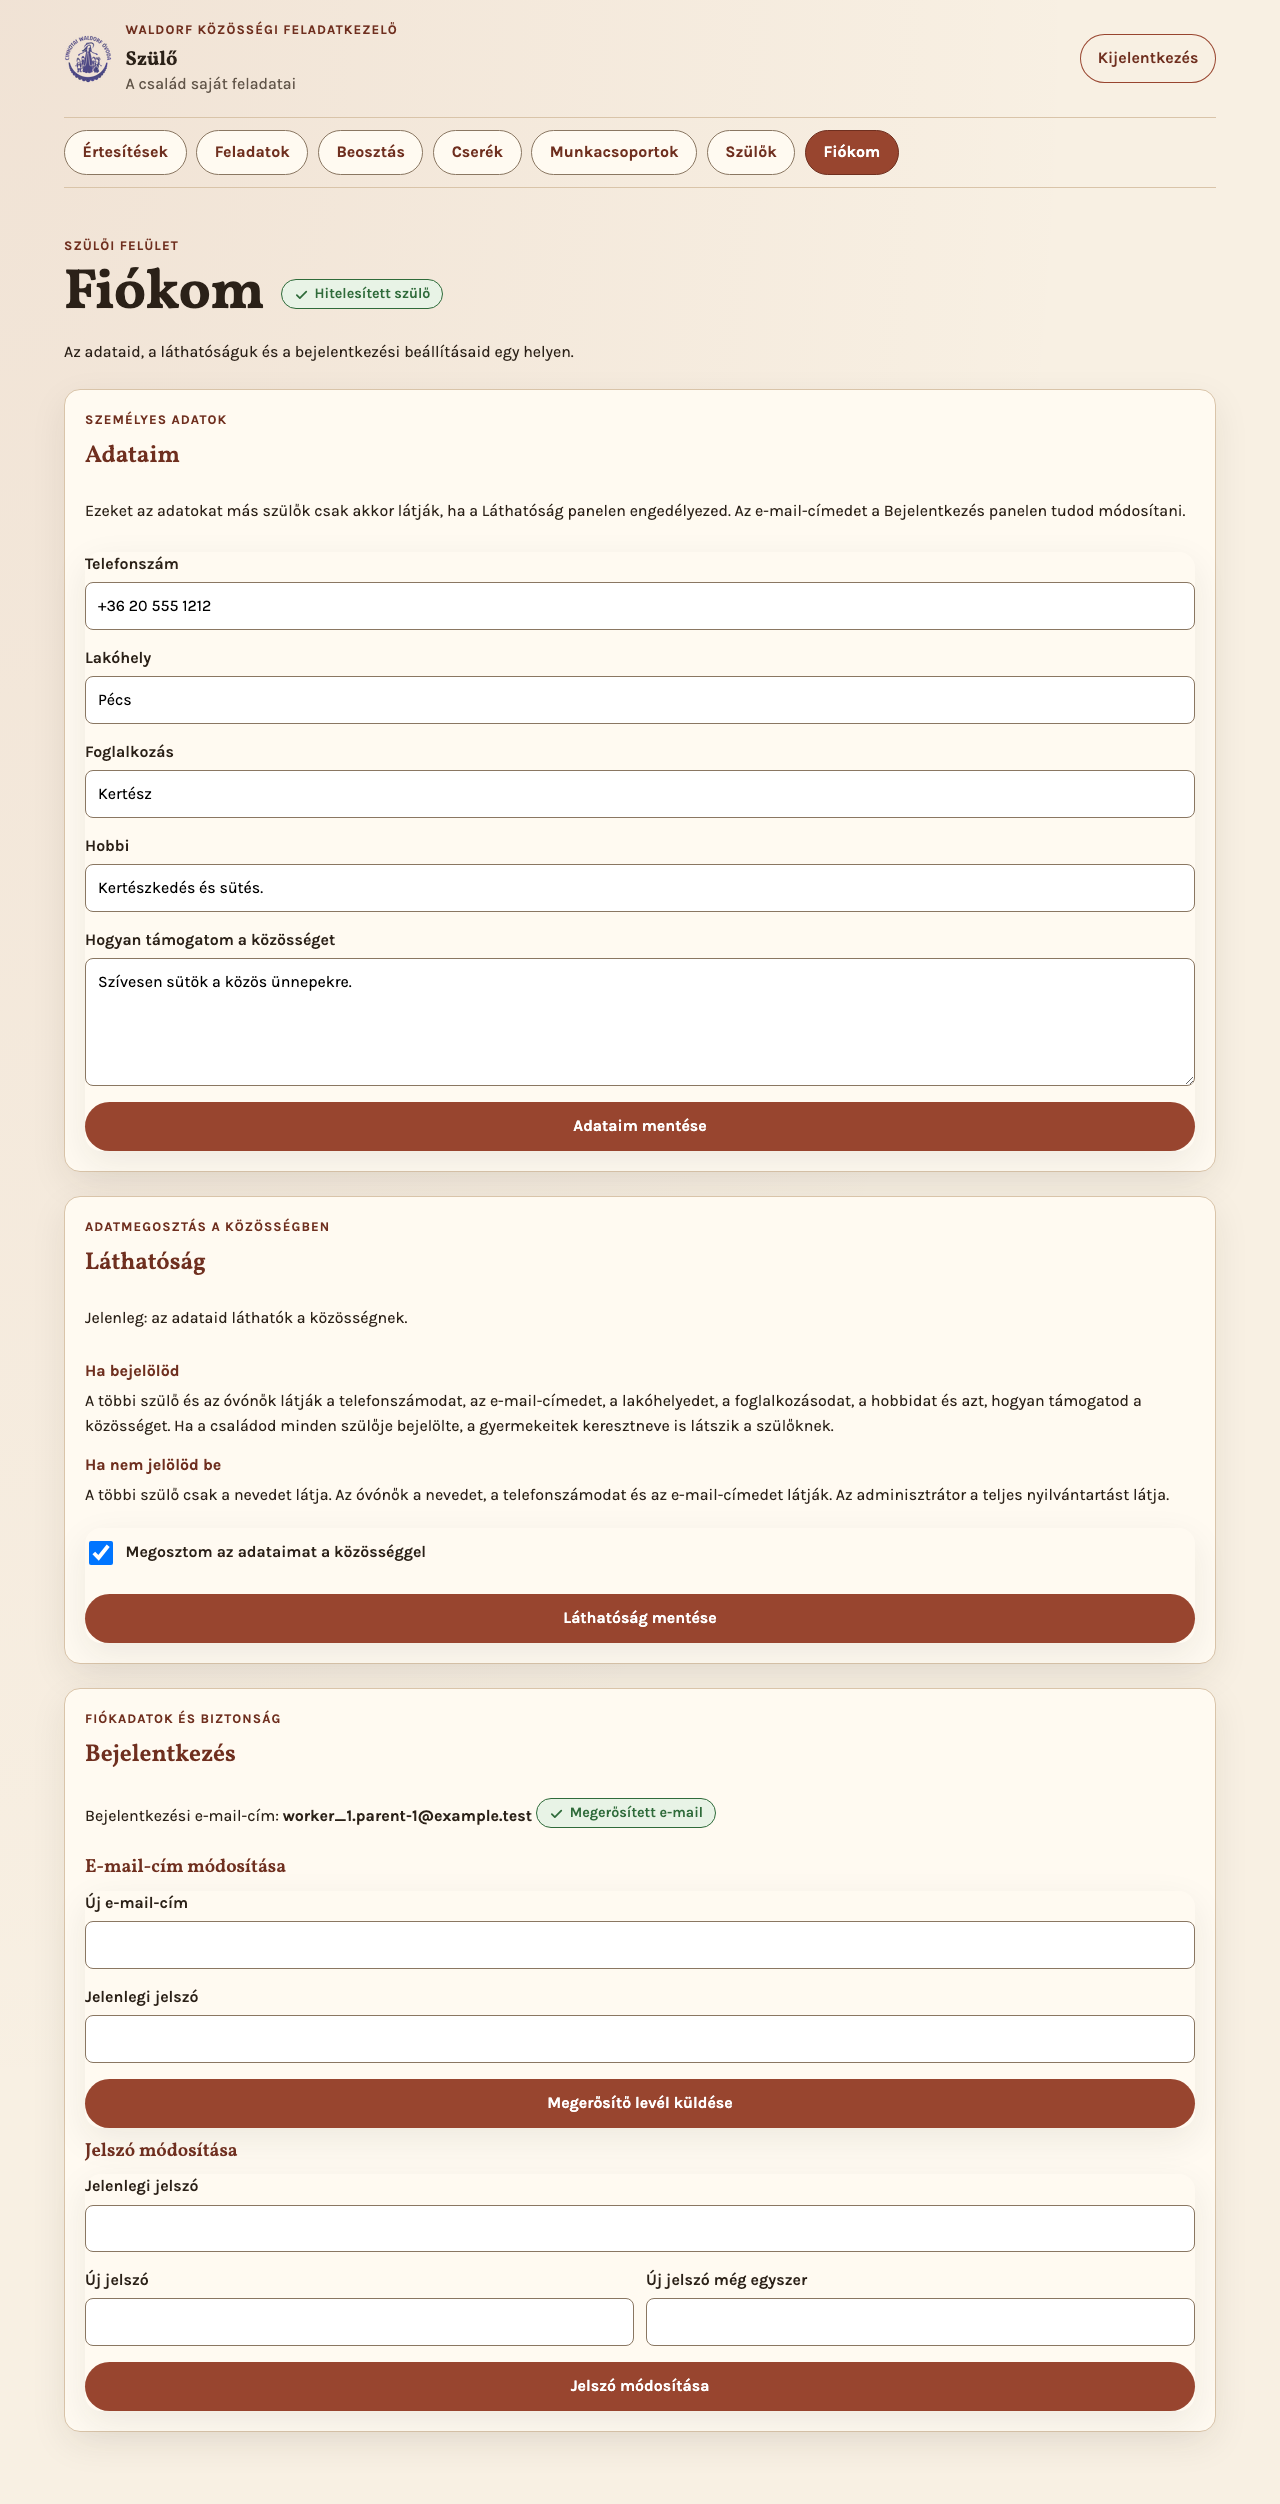 WALDORF KÖZÖSSÉGI FELADATKEZELŐ
Szülő
A család saját feladatai
Kijelentkezés
Értesítések
Feladatok
Beosztás
Cserék
Munkacsoportok
Szülők
Fiókom
SZÜLŐI FELÜLET
Fiókom
Hitelesített szülő
Az adataid, a láthatóságuk és a bejelentkezési beállításaid egy helyen.
SZEMÉLYES ADATOK
Adataim
Ezeket az adatokat más szülők csak akkor látják, ha a Láthatóság panelen engedélyezed. Az e-mail-címedet a Bejelentkezés panelen tudod módosítani.
Telefonszám
+36 20 555 1212
Lakóhely
Pécs
Foglalkozás
Kertész
Hobbi
Kertészkedés és sütés.
Hogyan támogatom a közösséget
Szívesen sütök a közös ünnepekre.
Adataim mentése
ADATMEGOSZTÁS A KÖZÖSSÉGBEN
Láthatóság
Jelenleg: az adataid láthatók a közösségnek.
Ha bejelölöd
A többi szülő és az óvónők látják a telefonszámodat, az e-mail-címedet, a lakóhelyedet, a foglalkozásodat, a hobbidat és azt, hogyan támogatod a
közösséget. Ha a családod minden szülője bejelölte, a gyermekeitek keresztneve is látszik a szülőknek.
Ha nem jelölöd be
A többi szülő csak a nevedet látja. Az óvónők a nevedet, a telefonszámodat és az e-mail-címedet látják. Az adminisztrátor a teljes nyilvántartást látja.
Megosztom az adataimat a közösséggel
Láthatóság mentése
FIÓKADATOK ÉS BIZTONSÁG
Bejelentkezés
Bejelentkezési e-mail-cím: worker_1.parent-1@example.test Megerősített e-mail
E-mail-cím módosítása
Új e-mail-cím
Jelenlegi jelszó
Megerősítő levél küldése
Jelszó módosítása
Jelenlegi jelszó
Új jelszó
Új jelszó még egyszer
Jelszó módosítása